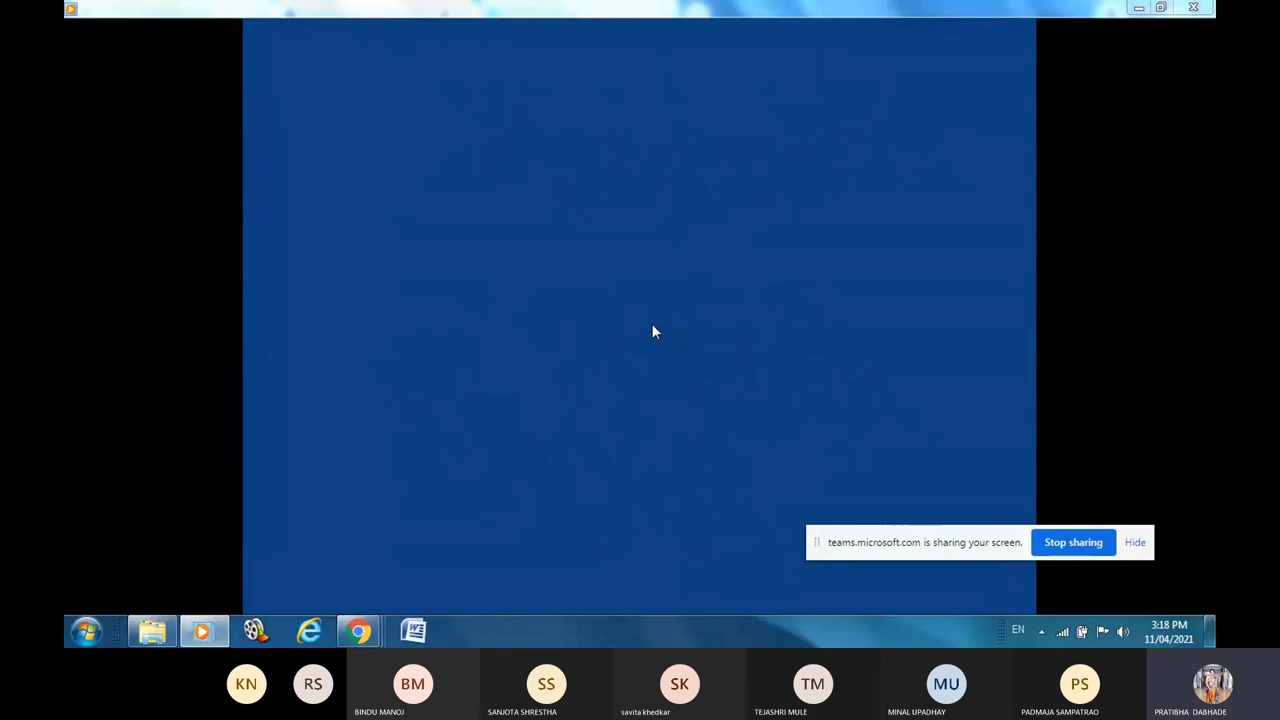 teams.microsoft.com is sharing your screen.
Stop sharing
Hide
EN
3:18 PM
11/04/2021
KN
RS
BM
SS
SK
TM
MU
PS
BINDU MANOJ
SANJOTA SHRESTHA
savita khedkar
TEJASHRI MULE
MINAL UPADHAY
PADMAJA SAMPATRAO
PRATIBHA DABHADE